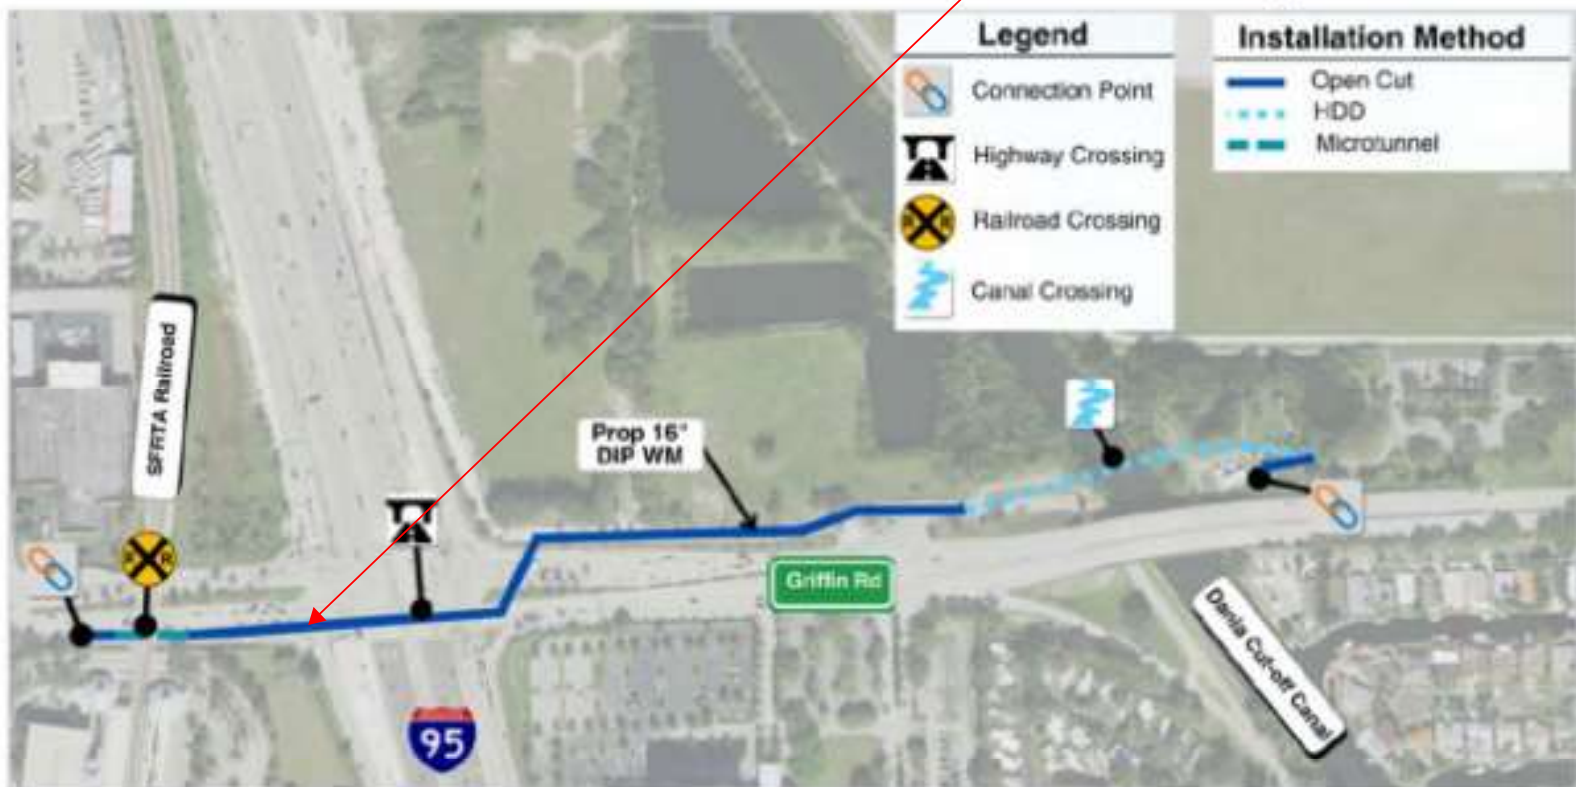 Legend
Connection Point
Highway Crossing
Railroad Crossing
Canal Crossing
Installation Method
Open Cut
HDD
Microtunnel
SFRTA Railroad
Prop 16"
DIP WM
Griffin Rd
Dania Cut-off Canal
95